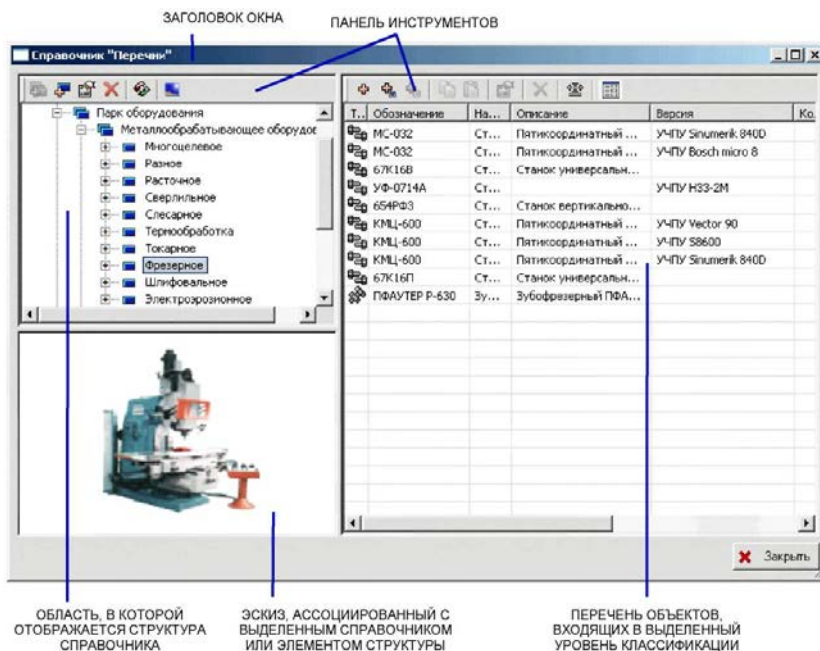 ЗАГОЛОВОК ОКНА
ПАНЕЛЬ ИНСТРУМЕНТОВ
Справочник "Перечни"
Парк оборудования
Металлообрабатывающее оборудов
Многоцелевое
Разное
Расточное
Сверлильное
Слесарное
Термообработка
Токарное
Фрезерное
Шлифовальное
Электроэрозионное
Т... Обозначение На... Описание Версия Ко
МС-032 Ст... Пятикоординатный ... УЧПУ Sinumerik 840D
МС-032 Ст... Пятикоординатный ... УЧПУ Bosch micro 8
67К16В Ст... Станок универсальн...
УФ-0714А Ст... УЧПУ Н33-2М
654РФ3 Ст... Станок вертикально...
КМЦ-600 Ст... Пятикоординатный ... УЧПУ Vector 90
КМЦ-600 Ст... Пятикоординатный ... УЧПУ S8600
КМЦ-600 Ст... Пятикоординатный ... УЧПУ Sinumerik 840D
67К16П Ст... Станок универсальн...
ПФАУТЕР Р-630 Зу... Зубофрезерный ПФА...
Закрыть
ОБЛАСТЬ, В КОТОРОЙ
ОТОБРАЖАЕТСЯ СТРУКТУРА
СПРАВОЧНИКА
ЭСКИЗ, АССОЦИИРОВАННЫЙ С
ВЫДЕЛЕННЫМ СПРАВОЧНИКОМ
ИЛИ ЭЛЕМЕНТОМ СТРУКТУРЫ
ПЕРЕЧЕНЬ ОБЪЕКТОВ,
ВХОДЯЩИХ В ВЫДЕЛЕННЫЙ
УРОВЕНЬ КЛАССИФИКАЦИИ